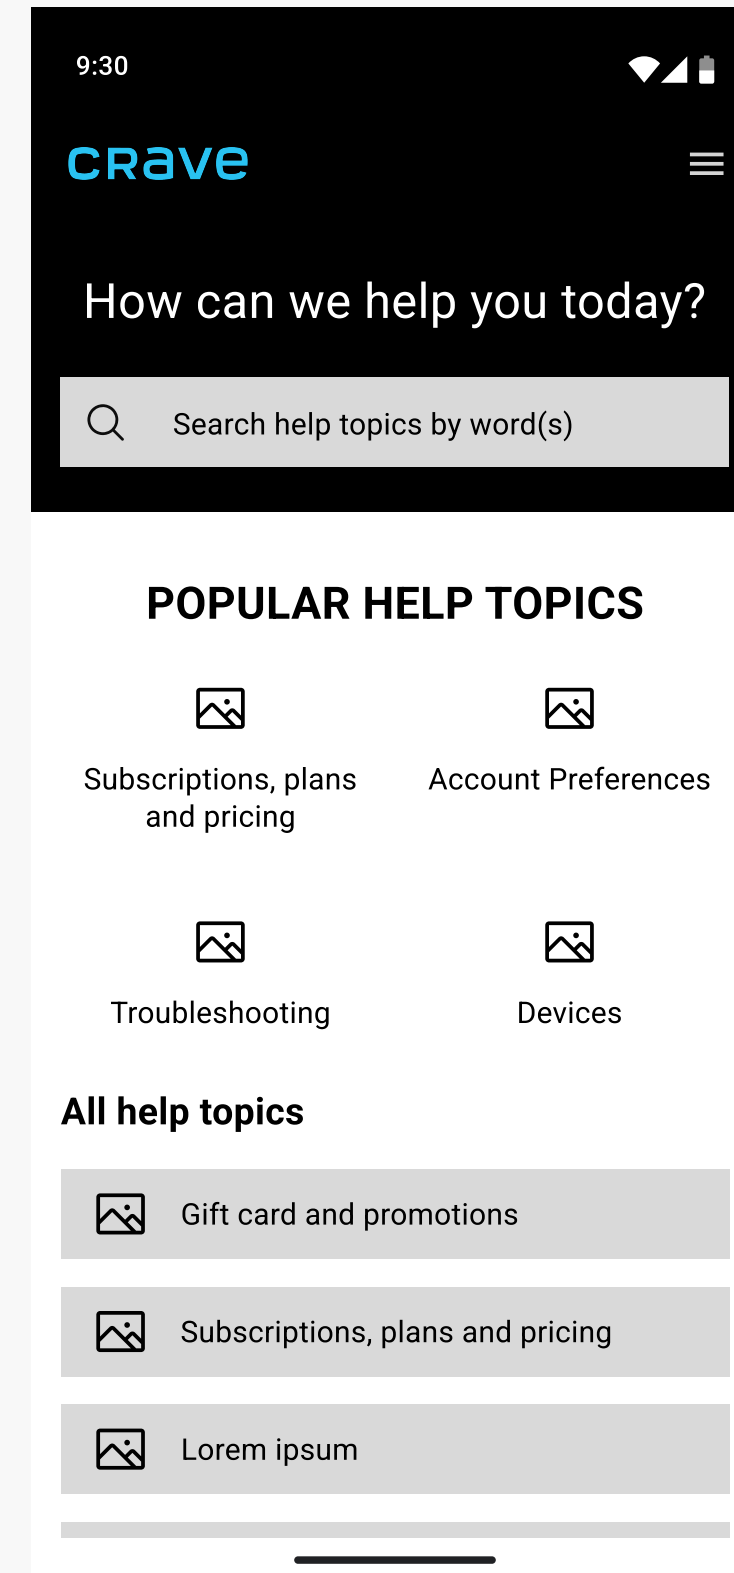 9:30
crave
How can we help you today?
Search help topics by word(s)
POPULAR HELP TOPICS
Subscriptions, plans
and pricing
Account Preferences
Troubleshooting
Devices
All help topics
Gift card and promotions
Subscriptions, plans and pricing
Lorem ipsum